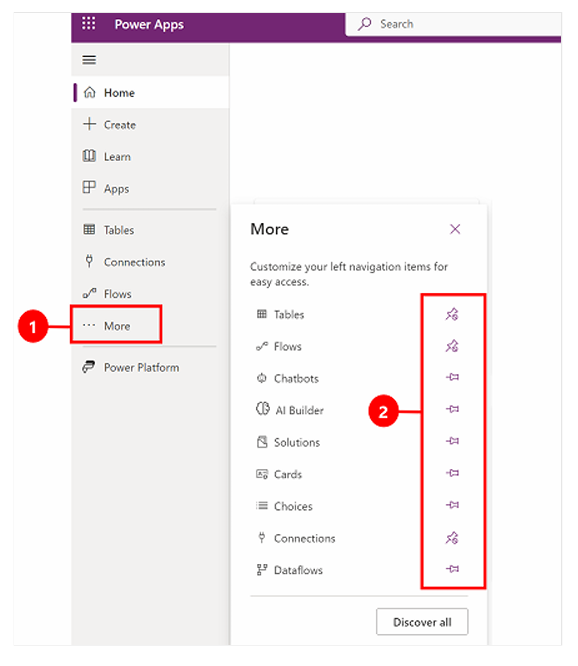 Power Apps
Search
Home
Create
Learn
Apps
Tables
Connections
Flows
1
More
Power Platform
More
Customize your left navigation items for
easy access.
Tables
Flows
Chatbots
AI Builder
2
Solutions
Cards
Choices
Connections
Dataflows
Discover all